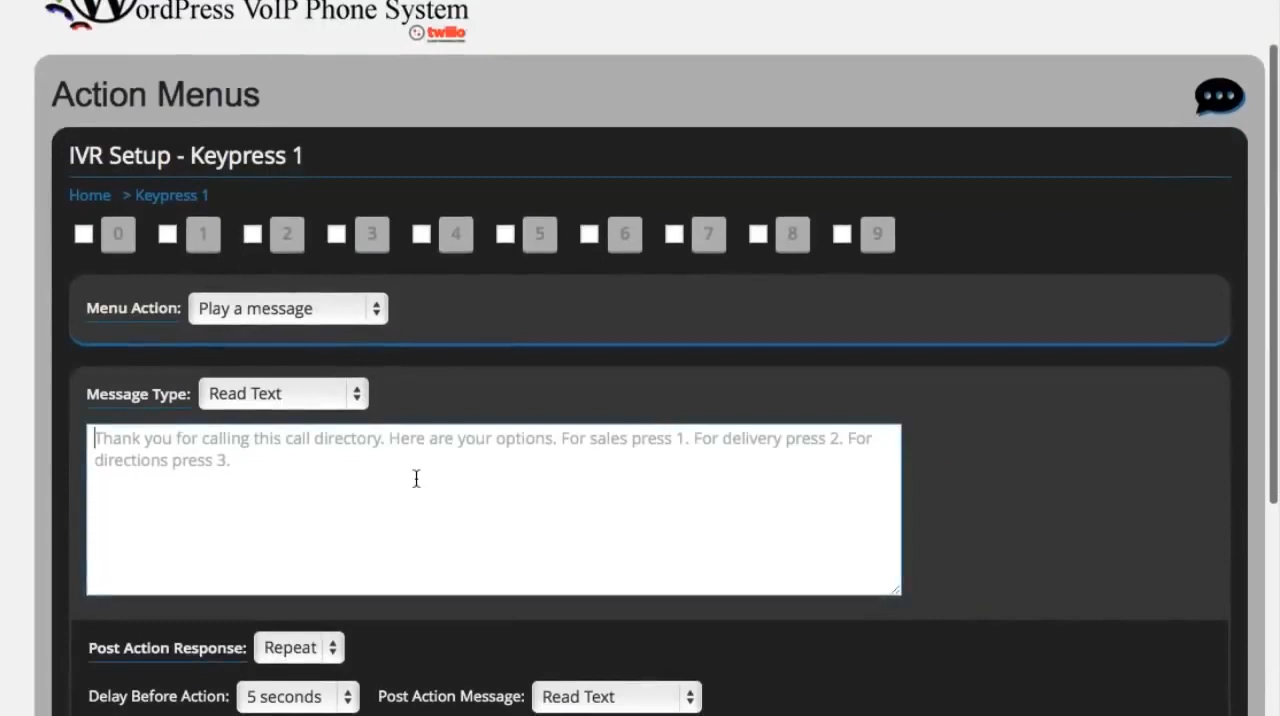 WordPress VoIP Phone System
twilio
Action Menus
IVR Setup - Keypress 1
Home > Keypress 1
0 1 2 3 4 5 6 7 8 9
Menu Action: Play a message
Message Type: Read Text
Thank you for calling this call directory. Here are your options. For sales press 1. For delivery press 2. For
directions press 3.
Post Action Response: Repeat
Delay Before Action: 5 seconds Post Action Message: Read Text